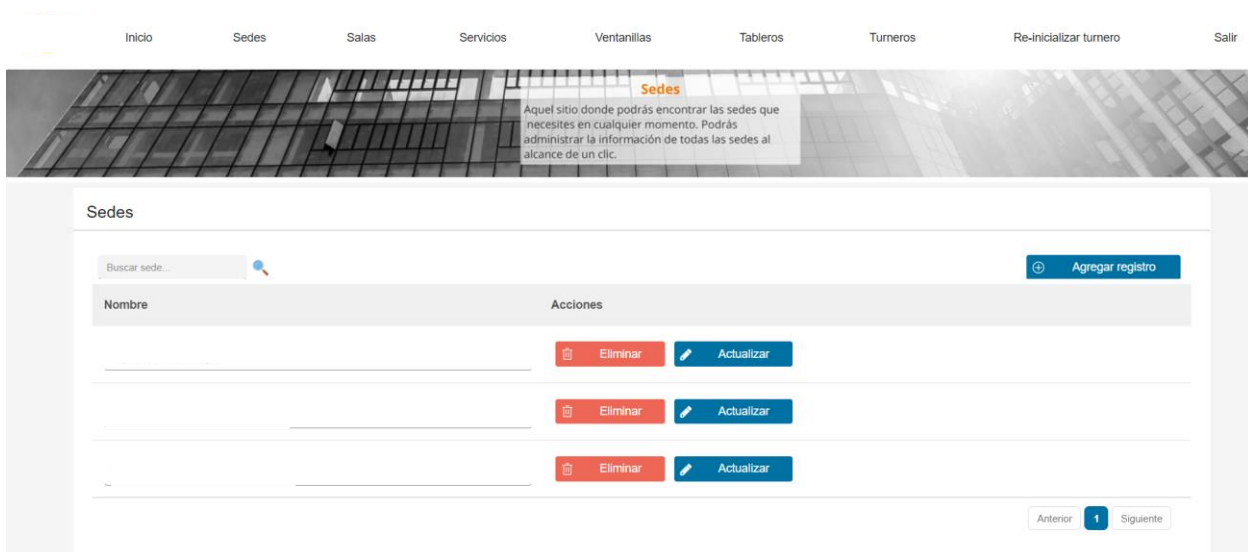 Inicio Sedes Salas Servicios Ventanillas Tableros Turneros Re-inicializar turnero Salir
Sedes
Aquel sitio donde podrás encontrar las sedes que
necesites en cualquier momento. Podrás
administrar la información de todas las sedes al
alcance de un clic.
Sedes
Buscar sede...
Agregar registro
Nombre Acciones
Eliminar Actualizar
Eliminar Actualizar
Eliminar Actualizar
Anterior 1 Siguiente